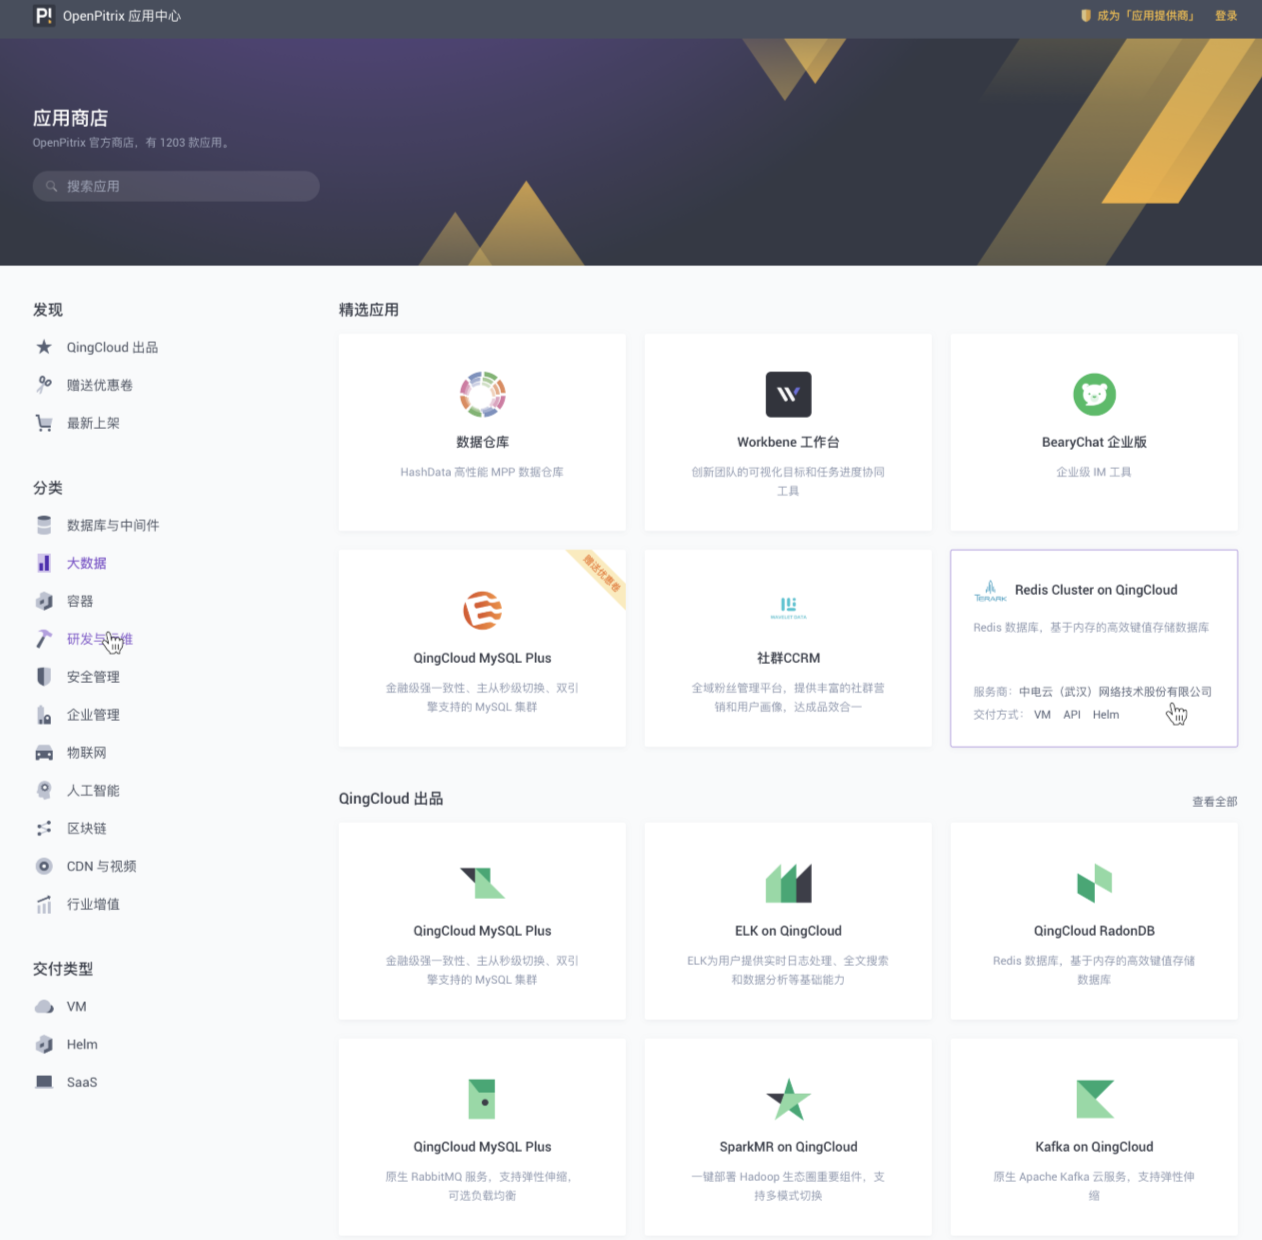 P! OpenPitrix 应用中心
成为「应用提供商」
登录
应用商店
OpenPitrix 官方商店，有 1203 款应用。
搜索应用
发现
QingCloud 出品
赠送优惠卷
最新上架
分类
数据库与中间件
大数据
容器
研发与 维
安全管理
企业管理
物联网
人工智能
区块链
CDN 与视频
行业增值
交付类型
VM
Helm
SaaS
精选应用
数据仓库
HashData 高性能 MPP 数据仓库
Workbene 工作台
创新团队的可视化目标和任务进度协同
工具
BearyChat 企业版
企业级 IM 工具
赠送优惠卷
QingCloud MySQL Plus
金融级强一致性、主从秒级切换、双引
擎支持的 MySQL 集群
社群CCRM
全域粉丝管理平台，提供丰富的社群营
销和用户画像，达成品效合一
TERARK
Redis Cluster on QingCloud
Redis 数据库，基于内存的高效键值存储数据库
服务商： 中电云（武汉）网络技术股份有限公司
交付方式： VM API Helm
QingCloud 出品
查看全部
QingCloud MySQL Plus
金融级强一致性、主从秒级切换、双引
擎支持的 MySQL 集群
ELK on QingCloud
ELK为用户提供实时日志处理、全文搜索
和数据分析等基础能力
QingCloud RadonDB
Redis 数据库，基于内存的高效键值存储
数据库
QingCloud MySQL Plus
原生 RabbitMQ 服务，支持弹性伸缩，
可选负载均衡
SparkMR on QingCloud
一键部署 Hadoop 生态圈重要组件，支
持多模式切换
Kafka on QingCloud
原生 Apache Kafka 云服务，支持弹性伸
缩